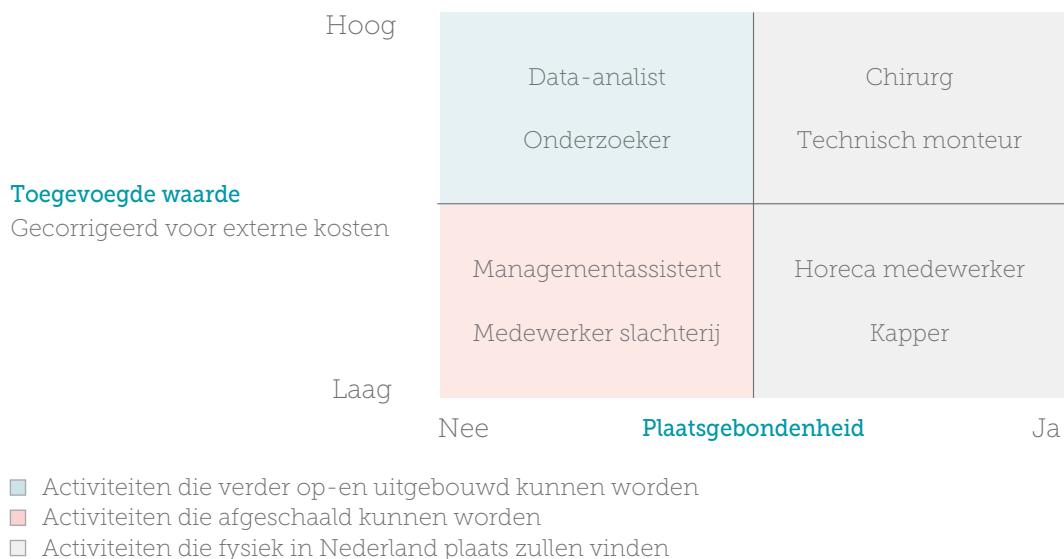 Hoog
Data-analist
Chirurg
Onderzoeker
Technisch monteur
Toegevoegde waarde
Gecorrigeerd voor externe kosten
Managementassistent
Horeca medewerker
Medewerker slachterij
Kapper
Laag
Nee
Plaatsgebondenheid
Ja
Activiteiten die verder op-en uitgebouwd kunnen worden
Activiteiten die afgeschaald kunnen worden
Activiteiten die fysiek in Nederland plaats zullen vinden